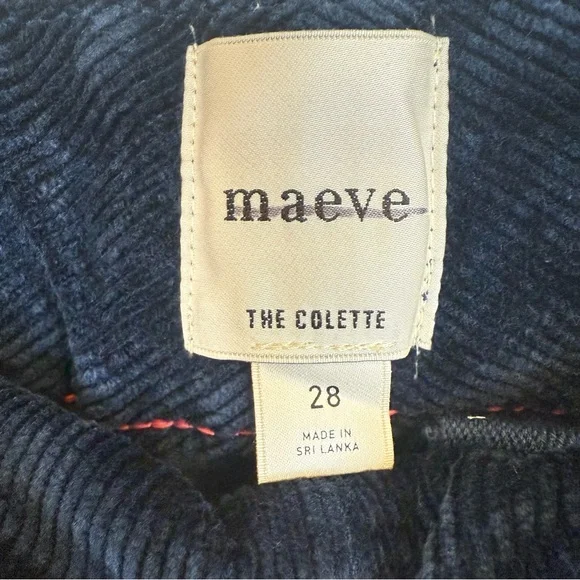 maeve
THE COLETTE
28
MADE IN
SRI LANKA